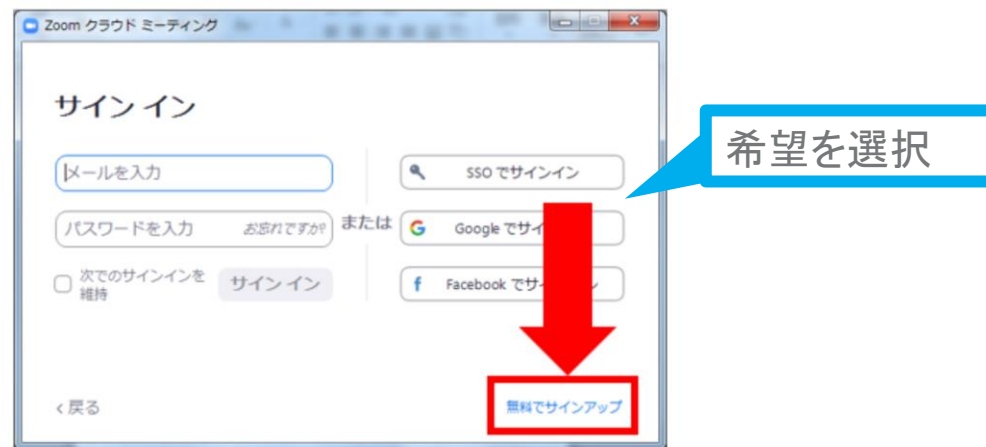 Zoom クラウド ミーティング
サイン イン
メールを入力
パスワードを入力 お忘れですか?
次でのサインインを
維持
サイン イン
または
SSO でサインイン
Google でサイ
Facebook でサ
希望を選択
<戻る
無料でサインアップ